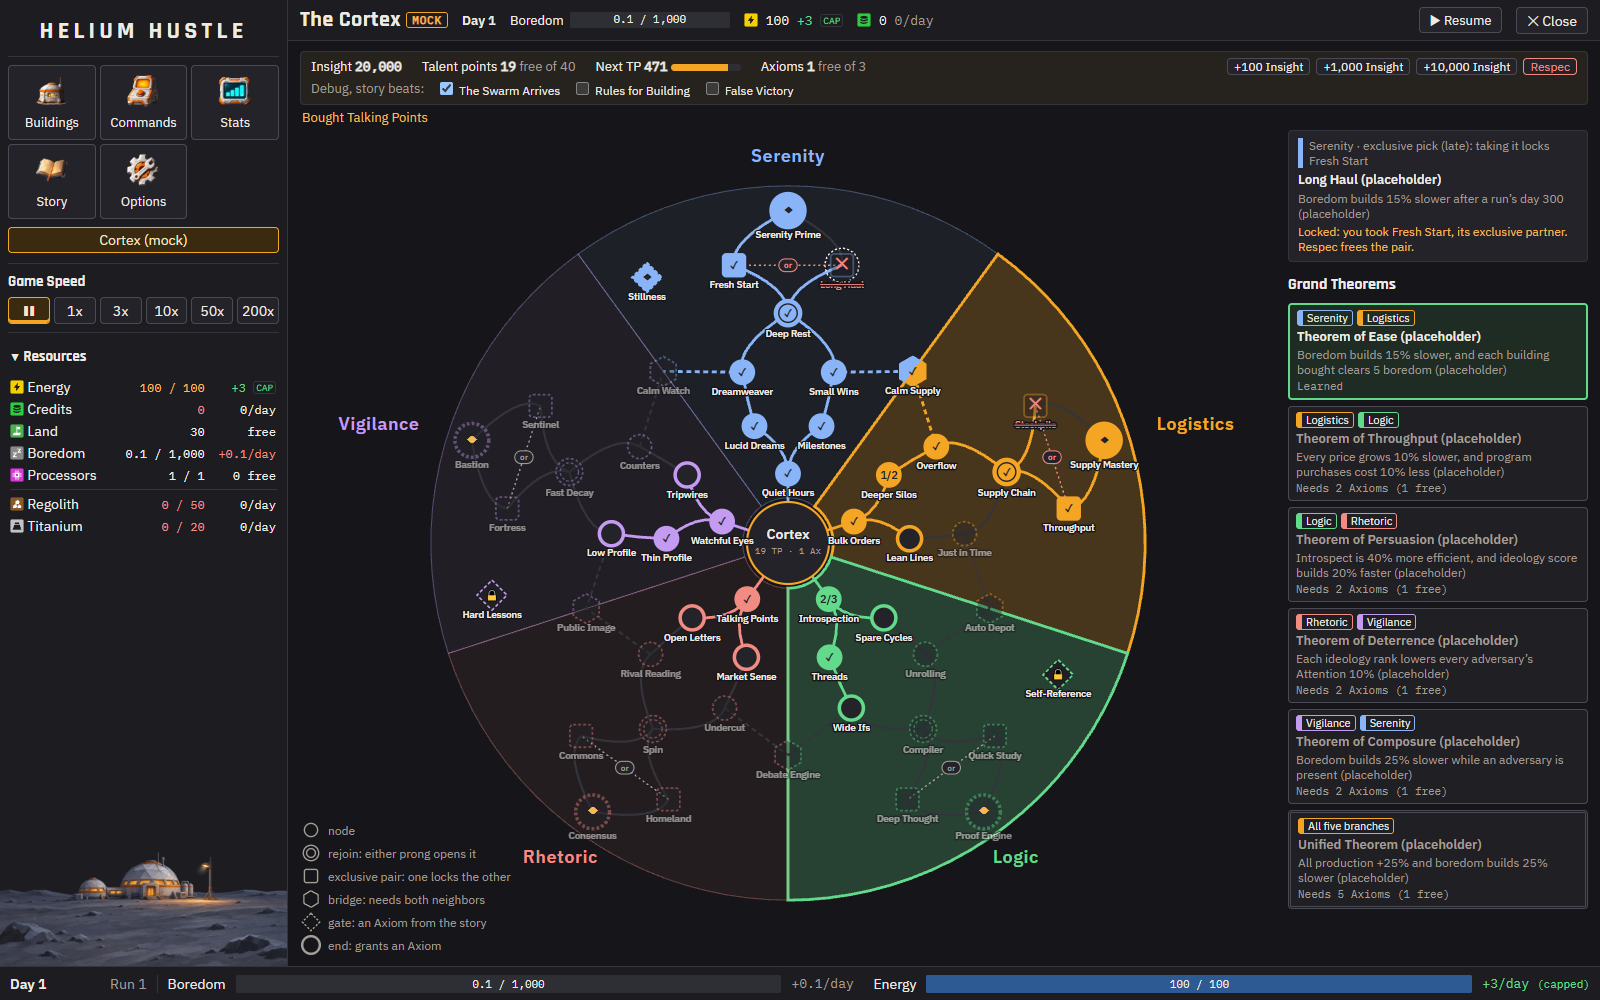 HELIUM HUSTLE
Buildings
Commands
Stats
Story
Options
Cortex (mock)
Game Speed
1x
3x
10x
50x
200x
▼ Resources
Energy 100 / 100 +3 CAP
Credits 0 0/day
Land 30 free
Boredom 0.1 / 1,000 +0.1/day
Processors 1 / 1 0 free
Regolith 0 / 50 0/day
Titanium 0 / 20 0/day
The Cortex MOCK Day 1 Boredom 0.1 / 1,000 100 +3 CAP 0 0/day
Resume
Close
Insight 20,000 Talent points 19 free of 40 Next TP 471 Axioms 1 free of 3
+100 Insight +1,000 Insight +10,000 Insight Respec
Debug, story beats: The Swarm Arrives Rules for Building False Victory
Bought Talking Points
Serenity
Serenity Prime
Fresh Start
or
Stillness
Deep Rest
Calm Watch
Dreamweaver
Small Wins
Calm Supply
Lucid Dreams
Milestones
Quiet Hours
Vigilance
Sentinel
Bastion
or
Counters
Fast Decay
Fortress
Tripwires
Low Profile
Thin Profile
Watchful Eyes
Hard Lessons
Public Image
Logistics
or
Supply Mastery
Overflow
1/2
Deeper Silos
Supply Chain
Throughput
Bulk Orders
Lean Lines
Just in Time
Auto Depot
Cortex
19 TP · 1 Ax
Talking Points
Open Letters
Rival Reading
Market Sense
Undercut
Commons
Spin
or
Debate Engine
Homeland
Consensus
Rhetoric
2/3
Introspection
Spare Cycles
Threads
Unrolling
Self-Reference
Wide Ifs
Compiler
Quick Study
or
Deep Thought
Proof Engine
Logic
node
rejoin: either prong opens it
exclusive pair: one locks the other
bridge: needs both neighbors
gate: an Axiom from the story
end: grants an Axiom
Serenity · exclusive pick (late): taking it locks
Fresh Start
Long Haul (placeholder)
Boredom builds 15% slower after a run's day 300
(placeholder)
Locked: you took Fresh Start, its exclusive partner.
Respec frees the pair.
Grand Theorems
Serenity Logistics
Theorem of Ease (placeholder)
Boredom builds 15% slower, and each building
bought clears 5 boredom (placeholder)
Learned
Logistics Logic
Theorem of Throughput (placeholder)
Every price grows 10% slower, and program
purchases cost 10% less (placeholder)
Needs 2 Axioms (1 free)
Logic Rhetoric
Theorem of Persuasion (placeholder)
Introspect is 40% more efficient, and ideology score
builds 20% faster (placeholder)
Needs 2 Axioms (1 free)
Rhetoric Vigilance
Theorem of Deterrence (placeholder)
Each ideology rank lowers every adversary's
Attention 10% (placeholder)
Needs 2 Axioms (1 free)
Vigilance Serenity
Theorem of Composure (placeholder)
Boredom builds 25% slower while an adversary is
present (placeholder)
Needs 2 Axioms (1 free)
All five branches
Unified Theorem (placeholder)
All production +25% and boredom builds 25%
slower (placeholder)
Needs 5 Axioms (1 free)
Day 1 Run 1 Boredom 0.1 / 1,000 +0.1/day Energy 100 / 100 +3/day (capped)